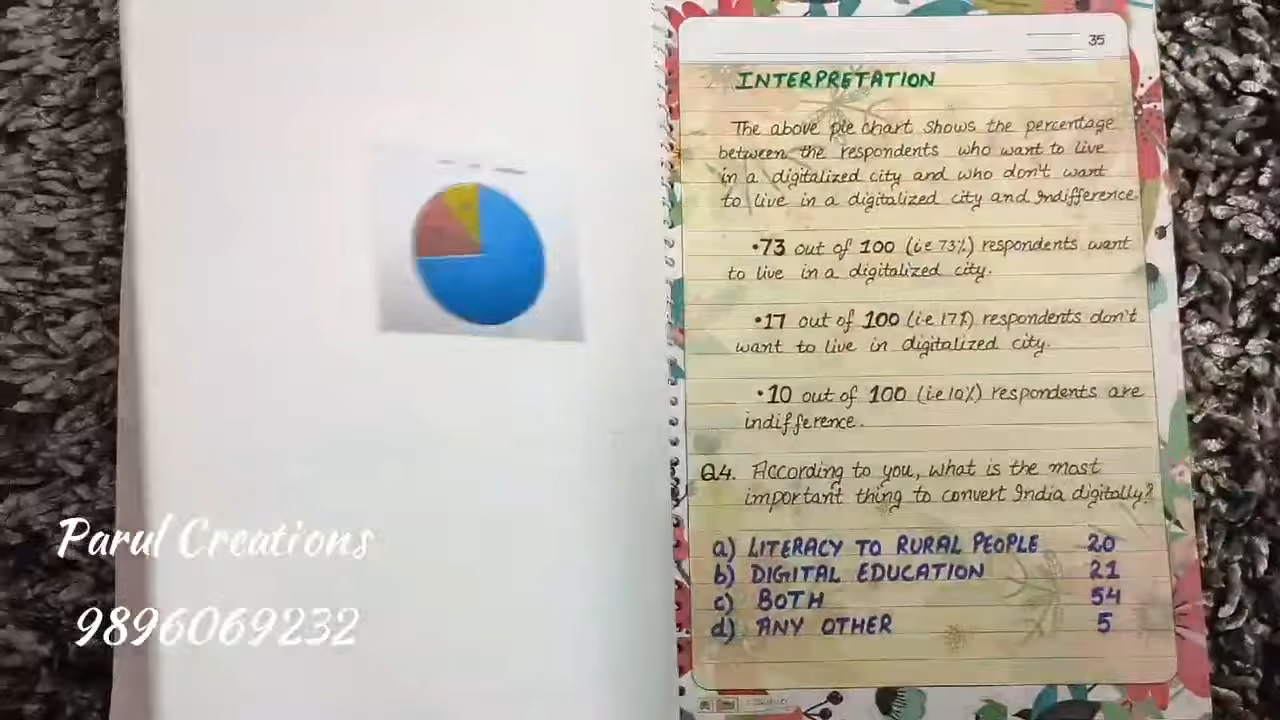 35
INTERPRETATION
The above pie chart shows the percentage
between the respondents who want to live
in a digitalized city and who don't want
to live in a digitalized city and Indifference.
•73 out of 100 (i.e 73%) respondents want
to live in a digitalized city.
•17 out of 100 (i.e 17%) respondents don't
want to live in digitalized city.
•10 out of 100 (i.e 10%) respondents are
indifference.
Q4. According to you, what is the most
important thing to convert India digitally?
a) LITERACY TO RURAL PEOPLE 20
b) DIGITAL EDUCATION 21
c) BOTH 54
d) ANY OTHER 5
Parul Creations
9896069232